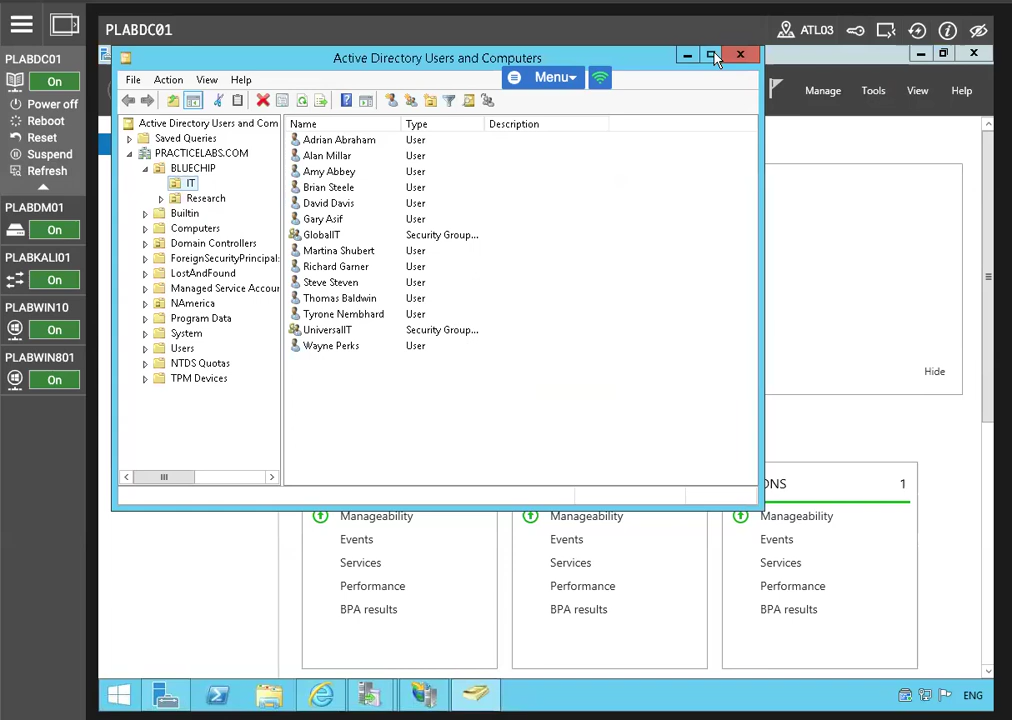 PLABDC01
ATL03
PLABDC01
On
Power off
Reboot
Reset
Suspend
Refresh
PLABDM01
On
PLABKALI01
On
PLABWIN10
On
PLABWIN801
On
Active Directory Users and Computers
File Action View Help
Menu
Manage Tools View Help
Active Directory Users and Com
Saved Queries
PRACTICELABS.COM
BLUECHIP
IT
Research
Builtin
Computers
Domain Controllers
ForeignSecurityPrincipal:
LostAndFound
Managed Service Accou
NAmerica
Program Data
System
Users
NTDS Quotas
TPM Devices
Name Type Description
Adrian Abraham User
Alan Millar User
Amy Abbey User
Brian Steele User
David Davis User
Gary Asif User
GlobalIT Security Group...
Martina Shubert User
Richard Garner User
Steve Steven User
Thomas Baldwin User
Tyrone Nembhard User
UniversalIT Security Group...
Wayne Perks User
Hide
DNS 1
Manageability
Events
Services
Performance
BPA results
Manageability
Events
Services
Performance
BPA results
Manageability
Events
Services
Performance
BPA results
ENG